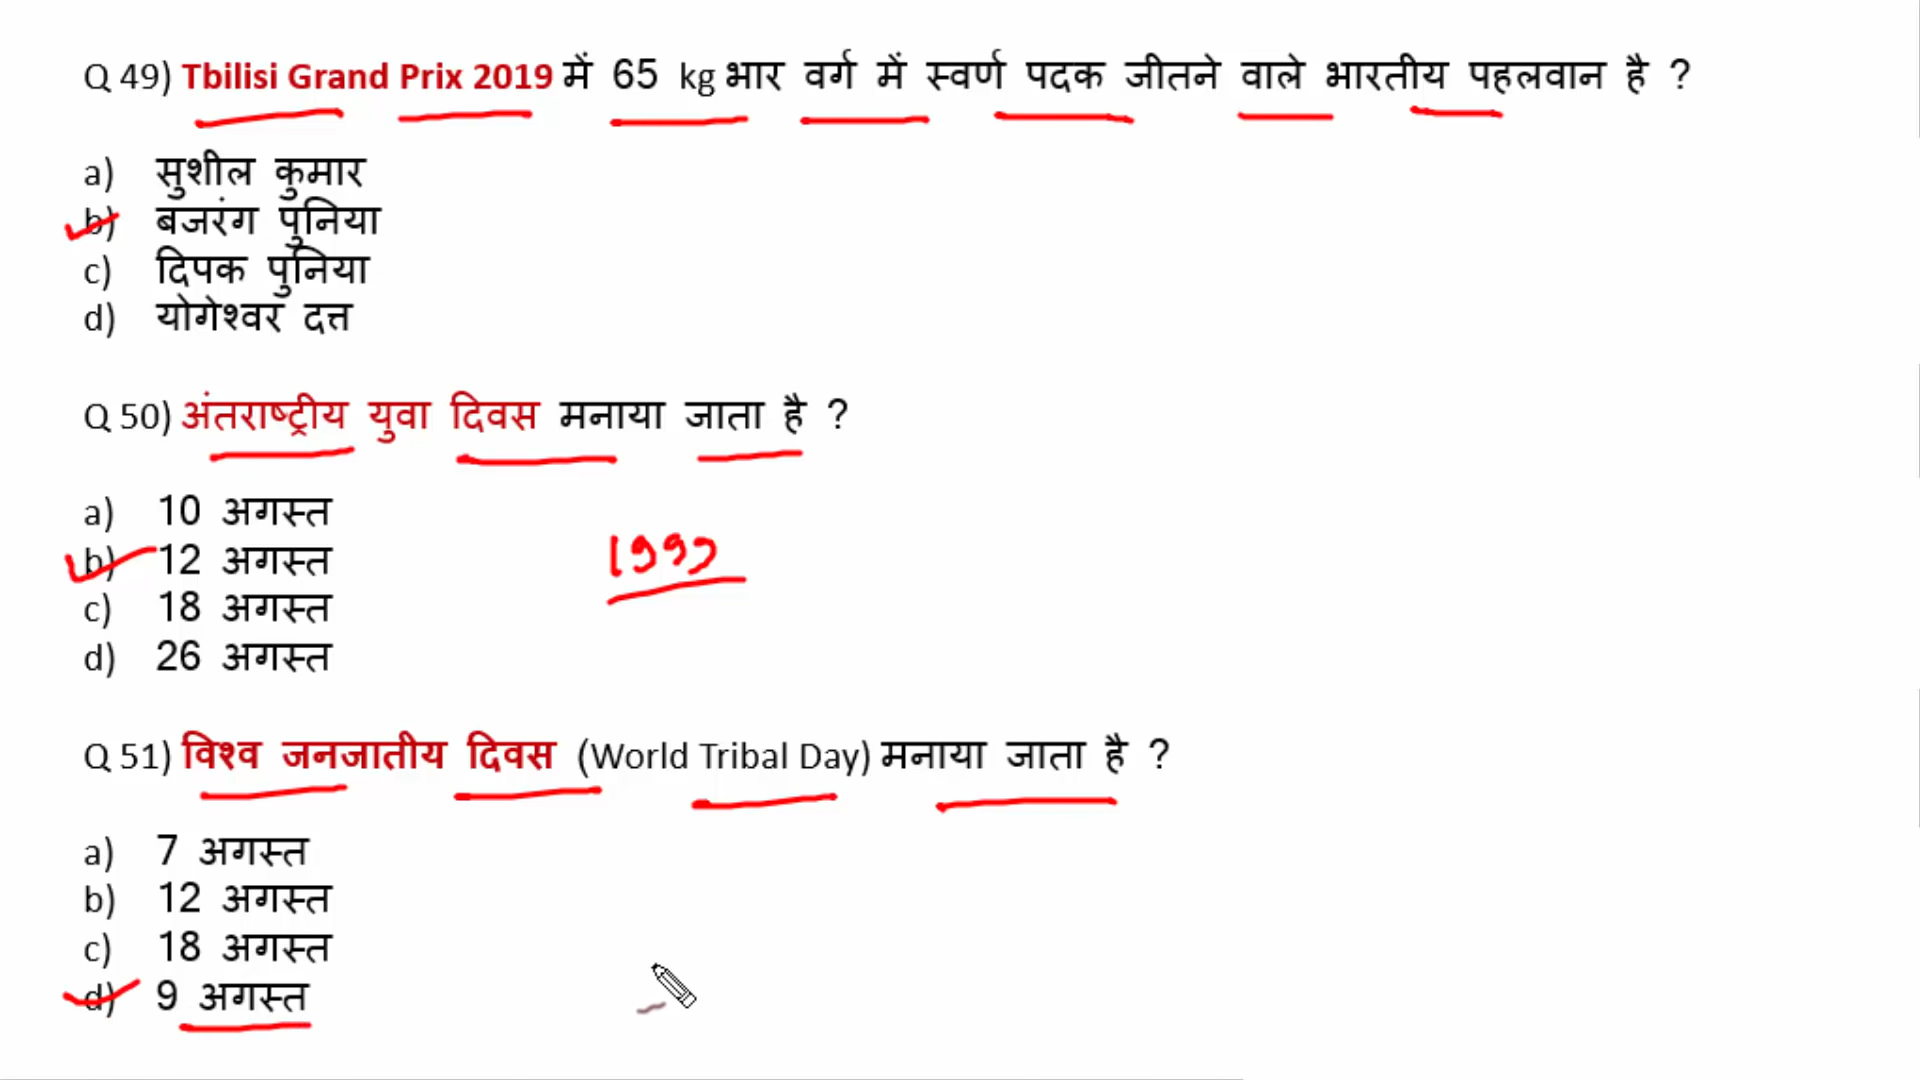 Q 49) Tbilisi Grand Prix 2019 में 65 kg भार वर्ग में स्वर्ण पदक जीतने वाले भारतीय पहलवान है ?
a) सुशील कुमार
b) बजरंग पुनिया
c) दिपक पुनिया
d) योगेश्वर दत्त
Q 50) अंतराष्ट्रीय युवा दिवस मनाया जाता है ?
a) 10 अगस्त
b) 12 अगस्त
1999
c) 18 अगस्त
d) 26 अगस्त
Q 51) विश्व जनजातीय दिवस (World Tribal Day) मनाया जाता है ?
a) 7 अगस्त
b) 12 अगस्त
c) 18 अगस्त
d) 9 अगस्त